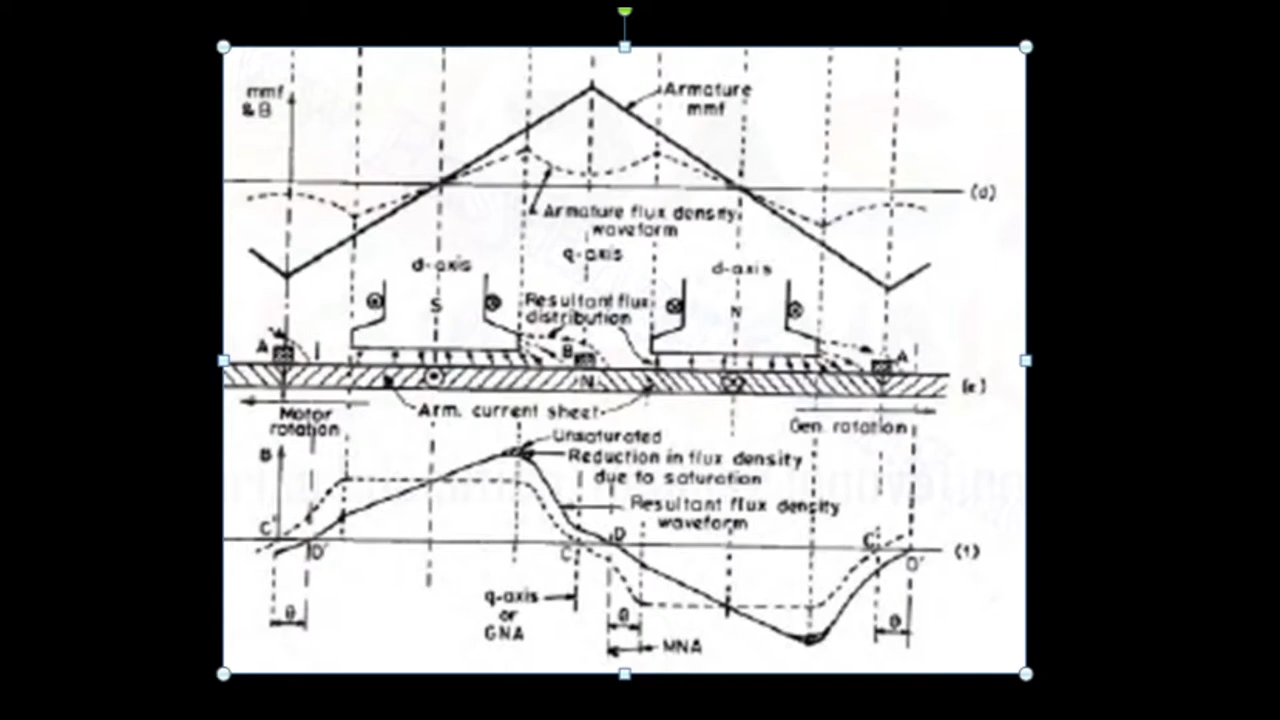 mmf
& B
Armature
mmf
(d)
Armature flux density
waveform
q-axis
d-axis
d-axis
S
Resultant flux
distribution
N
A
B
A
N
(e)
Motor
rotation
Arm. current sheet
Gen. rotation
Unsaturated
B
Reduction in flux density
due to saturation
Resultant flux density
waveform
C'
D'
C
D
C'
D'
(f)
q-axis
or
GNA
θ
θ
θ
MNA